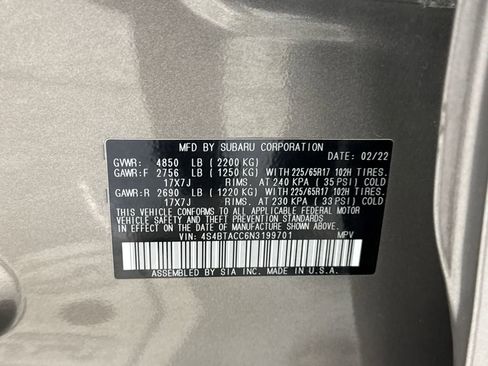 MFD BY SUBARU CORPORATION
GVWR: 4850 LB (2200 KG) DATE: 02/22
GAWR:F 2756 LB (1250 KG) WITH 225/65R17 102H TIRES.
17X7J RIMS. AT 240 KPA (35 PSI) COLD
GAWR:R 2690 LB (1220 KG) WITH 225/65R17 102H TIRES.
17X7J RIMS. AT 230 KPA (33 PSI) COLD
THIS VEHICLE CONFORMS TO ALL APPLICABLE FEDERAL MOTOR
VEHICLE SAFETY AND THEFT PREVENTION STANDARDS
IN EFFECT ON THE DATE OF MANUFACTURE SHOWN ABOVE.
VIN: 4S4BTACC6N3199701 MPV
ASSEMBLED BY SIA INC. MADE IN U.S.A.